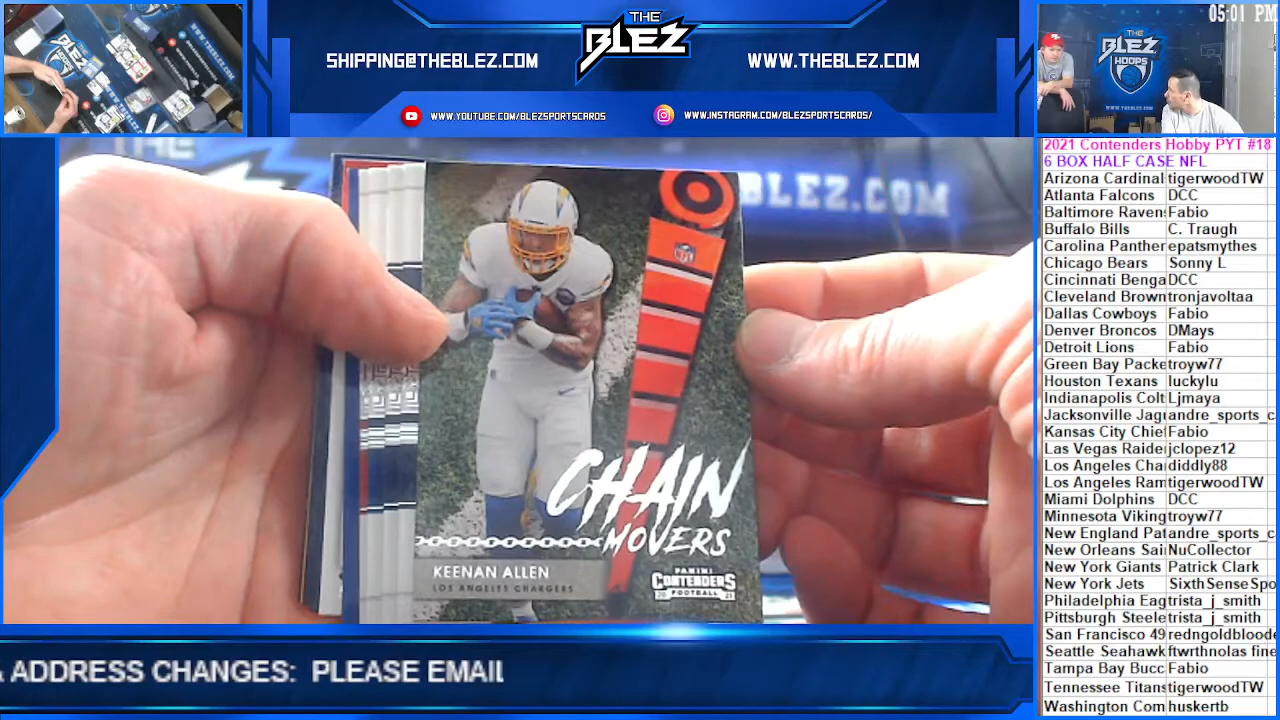 05:01 PM
THE
BLEZ
SHIPPING@THEBLEZ.COM
WWW.THEBLEZ.COM
WWW.YOUTUBE.COM/BLEZSPORTSCARDS
WWW.INSTAGRAM.COM/BLEZSPORTSCARDS/
THE
BLEZ
HOOPS
BLEZ.COM
CHAIN
MOVERS
KEENAN ALLEN
LOS ANGELES CHARGERS
PANINI
CONTENDERS
FOOTBALL
2021
ADDRESS CHANGES: PLEASE EMAIL
2021 Contenders Hobby PYT #18
6 BOX HALF CASE NFL
Arizona Cardinal tigerwoodTW
Atlanta Falcons DCC
Baltimore Raven Fabio
Buffalo Bills C. Traugh
Carolina Panther epatsmythes
Chicago Bears Sonny L
Cincinnati Benga DCC
Cleveland Brown tronjavoltaa
Dallas Cowboys Fabio
Denver Broncos DMays
Detroit Lions Fabio
Green Bay Packe troyw77
Houston Texans luckylu
Indianapolis Colt Ljmaya
Jacksonville Jag andre_sports_c
Kansas City Chie Fabio
Las Vegas Raide jclopez12
Los Angeles Cha diddly88
Los Angeles Ram tigerwoodTW
Miami Dolphins DCC
Minnesota Viking troyw77
New England Pat andre_sports_c
New Orleans Sai NuCollector
New York Giants Patrick Clark
New York Jets SixthSenseSpo
Philadelphia Eag trista_j_smith
Pittsburgh Steele trista_j_smith
San Francisco 49 redngoldbloode
Seattle Seahawk ftwrthnolas fine
Tampa Bay Bucc Fabio
Tennessee Titans tigerwoodTW
Washington Com huskertb